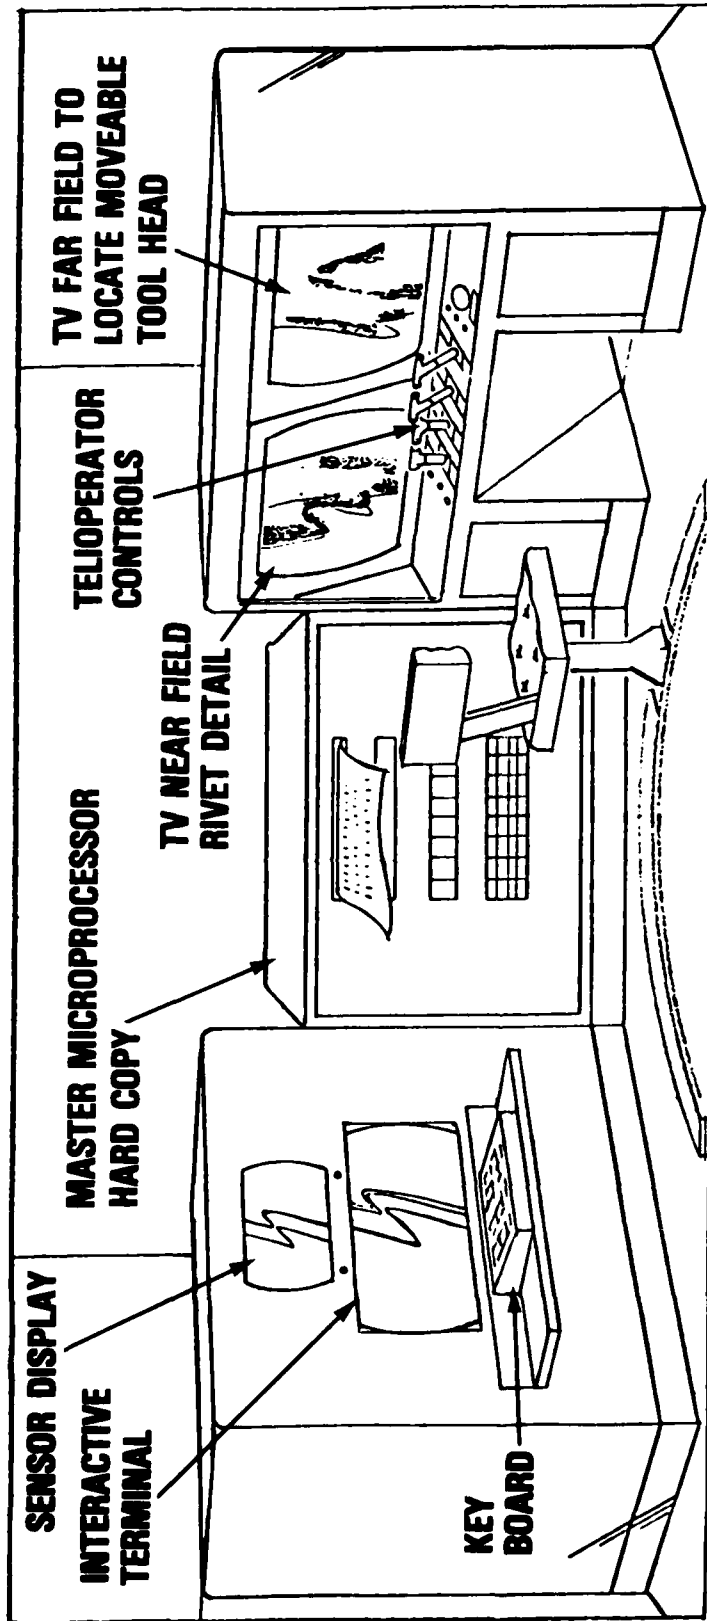 SENSOR DISPLAY
INTERACTIVE
TERMINAL
KEY
BOARD
MASTER MICROPROCESSOR
HARD COPY
TV NEAR FIELD
RIVET DETAIL
TELIOPERATOR
CONTROLS
TV FAR FIELD TO
LOCATE MOVEABLE
TOOL HEAD